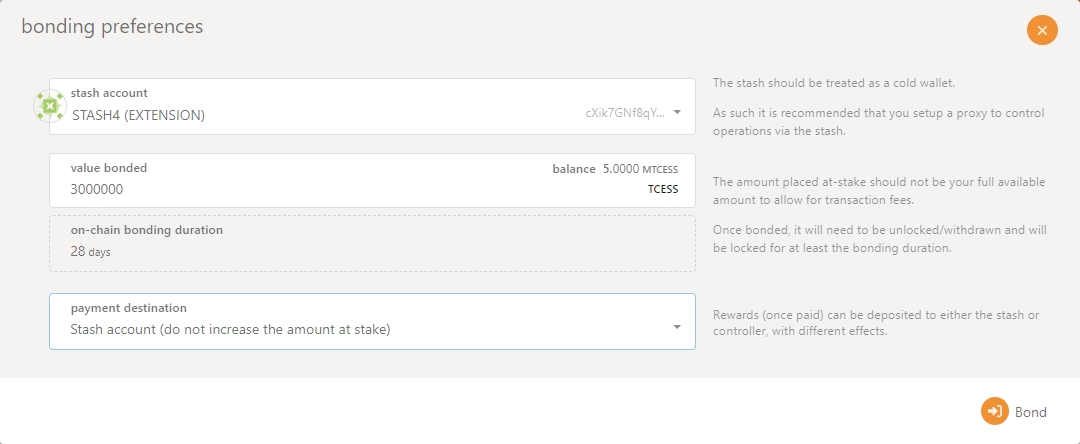 bonding preferences
stash account
STASH4 (EXTENSION)
cXik7GNf8qY...
The stash should be treated as a cold wallet.
As such it is recommended that you setup a proxy to control
operations via the stash.
value bonded
balance 5.0000 MTCESS
3000000
TCESS
The amount placed at-stake should not be your full available
amount to allow for transaction fees.
on-chain bonding duration
28 days
Once bonded, it will need to be unlocked/withdrawn and will
be locked for at least the bonding duration.
payment destination
Stash account (do not increase the amount at stake)
Rewards (once paid) can be deposited to either the stash or
controller, with different effects.
Bond